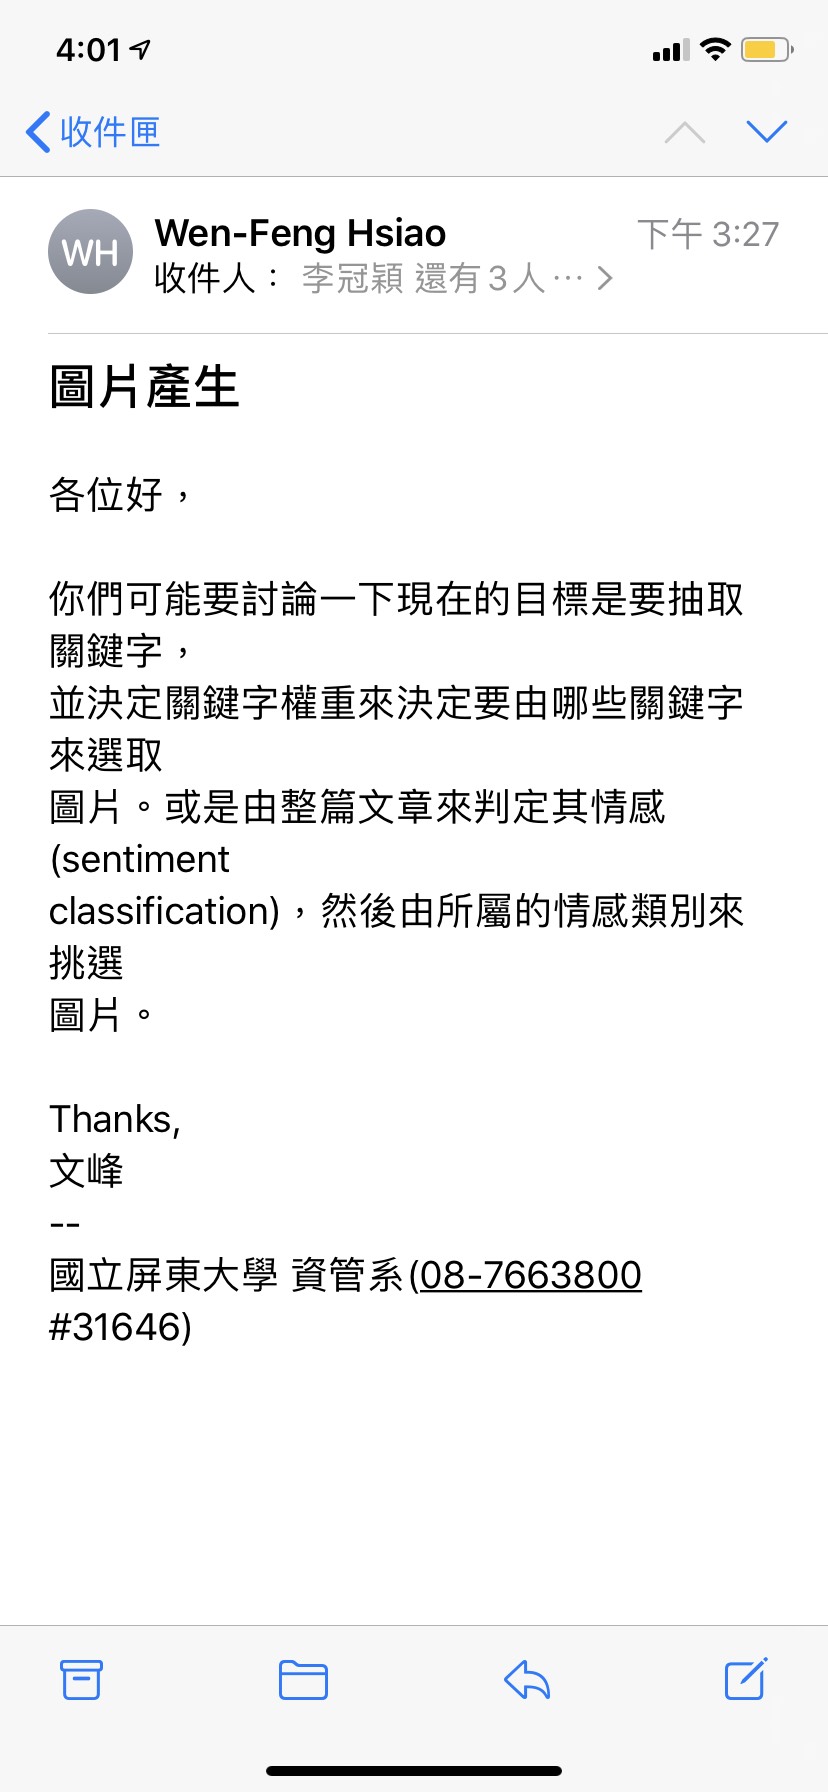 4:01
收件匣
WH
Wen-Feng Hsiao
下午 3:27
收件人： 李冠穎 還有 3 人 ···
圖片產生
各位好，
你們可能要討論一下現在的目標是要抽取
關鍵字，
並決定關鍵字權重來決定要由哪些關鍵字
來選取
圖片。或是由整篇文章來判定其情感
(sentiment
classification)，然後由所屬的情感類別來
挑選
圖片。
Thanks,
文峰
--
國立屏東大學 資管系(08-7663800
#31646)